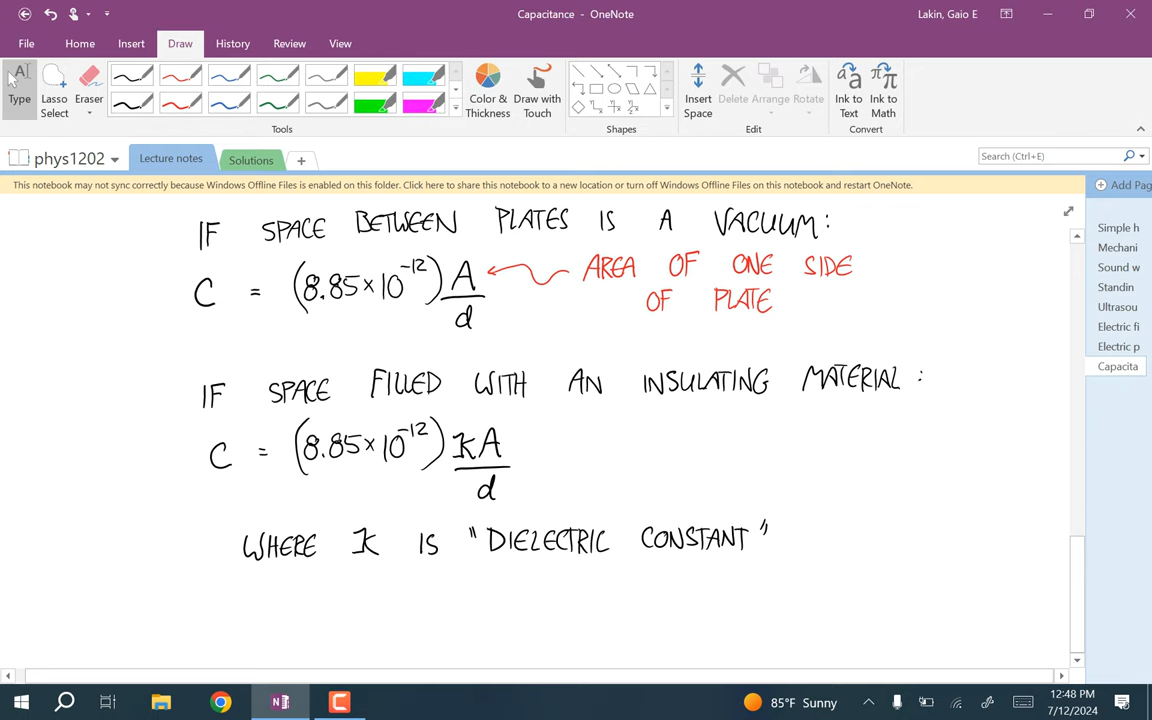 Capacitance - OneNote
Lakin, Gaio E
File Home Insert Draw History Review View
Type
Lasso Select
Eraser
Color & Thickness
Draw with Touch
Insert Space
Delete
Arrange
Rotate
Ink to Text
Ink to Math
Tools
Shapes
Edit
Convert
phys1202
Lecture notes
Solutions
Search (Ctrl+E)
This notebook may not sync correctly because Windows Offline Files is enabled on this folder. Click here to share this notebook to a new location or turn off Windows Offline Files on this notebook and restart OneNote.
Add Pag
IF SPACE BETWEEN PLATES IS A VACUUM:
C = (8.85×10⁻¹²) A/d
AREA OF ONE SIDE
OF PLATE
IF SPACE FILLED WITH AN INSULATING MATERIAL:
C = (8.85×10⁻¹²) KA/d
WHERE K IS "DIELECTRIC CONSTANT"
Simple h
Mechani
Sound w
Standin
Ultrasou
Electric fi
Electric p
Capacita
85°F Sunny
12:48 PM
7/12/2024